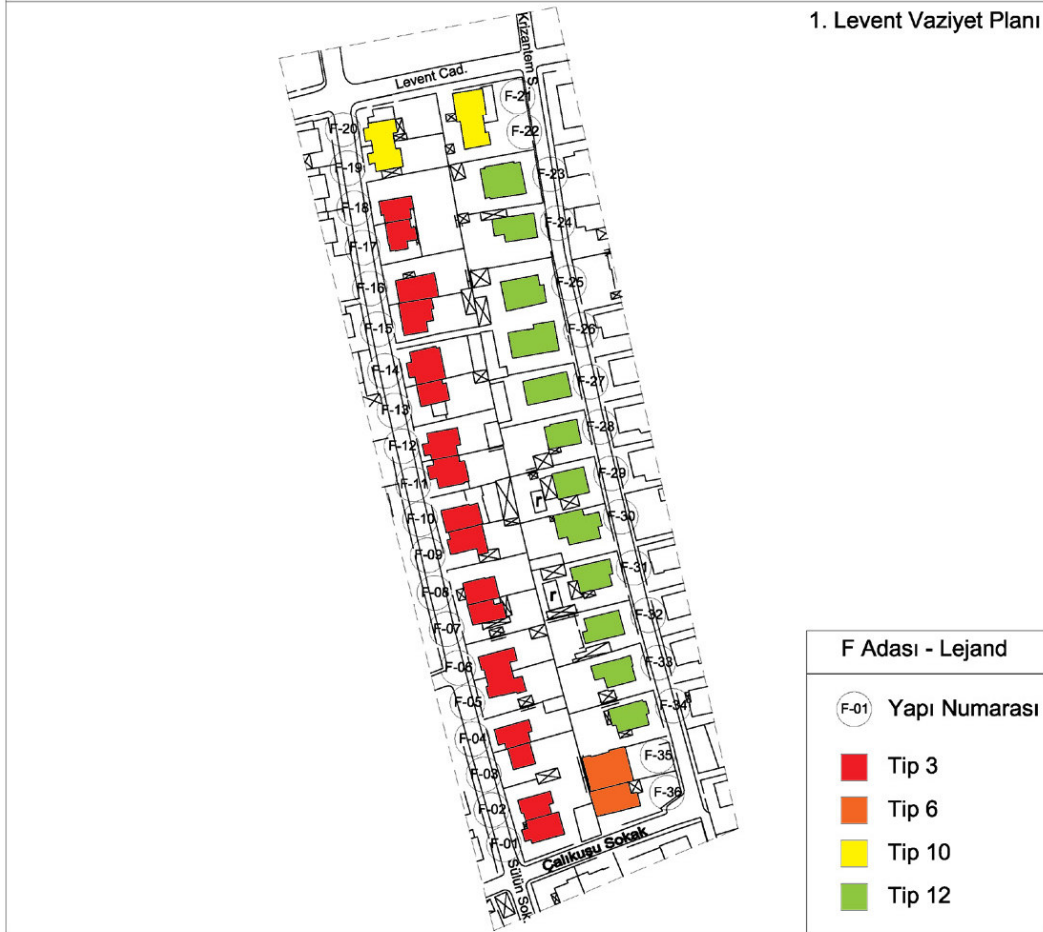 1. Levent Vaziyet Planı
Krizantem S.
Levent Cad.
F-21
F-20
F-22
F-19
F-23
F-18
F-24
F-17
F-25
F-16
F-15
F-26
F-14
F-27
F-13
F-28
F-12
F-29
F-11
F-10
F-30
F-09
F-31
F-08
F-32
F-07
F-06
F-33
F-05
F-34
F-04
F-35
F-03
F-36
F-02
F-01
Çalıkuşu Sokak
Sülün Sok.
r
r
F Adası - Lejand
F-01 Yapı Numarası
Tip 3
Tip 6
Tip 10
Tip 12